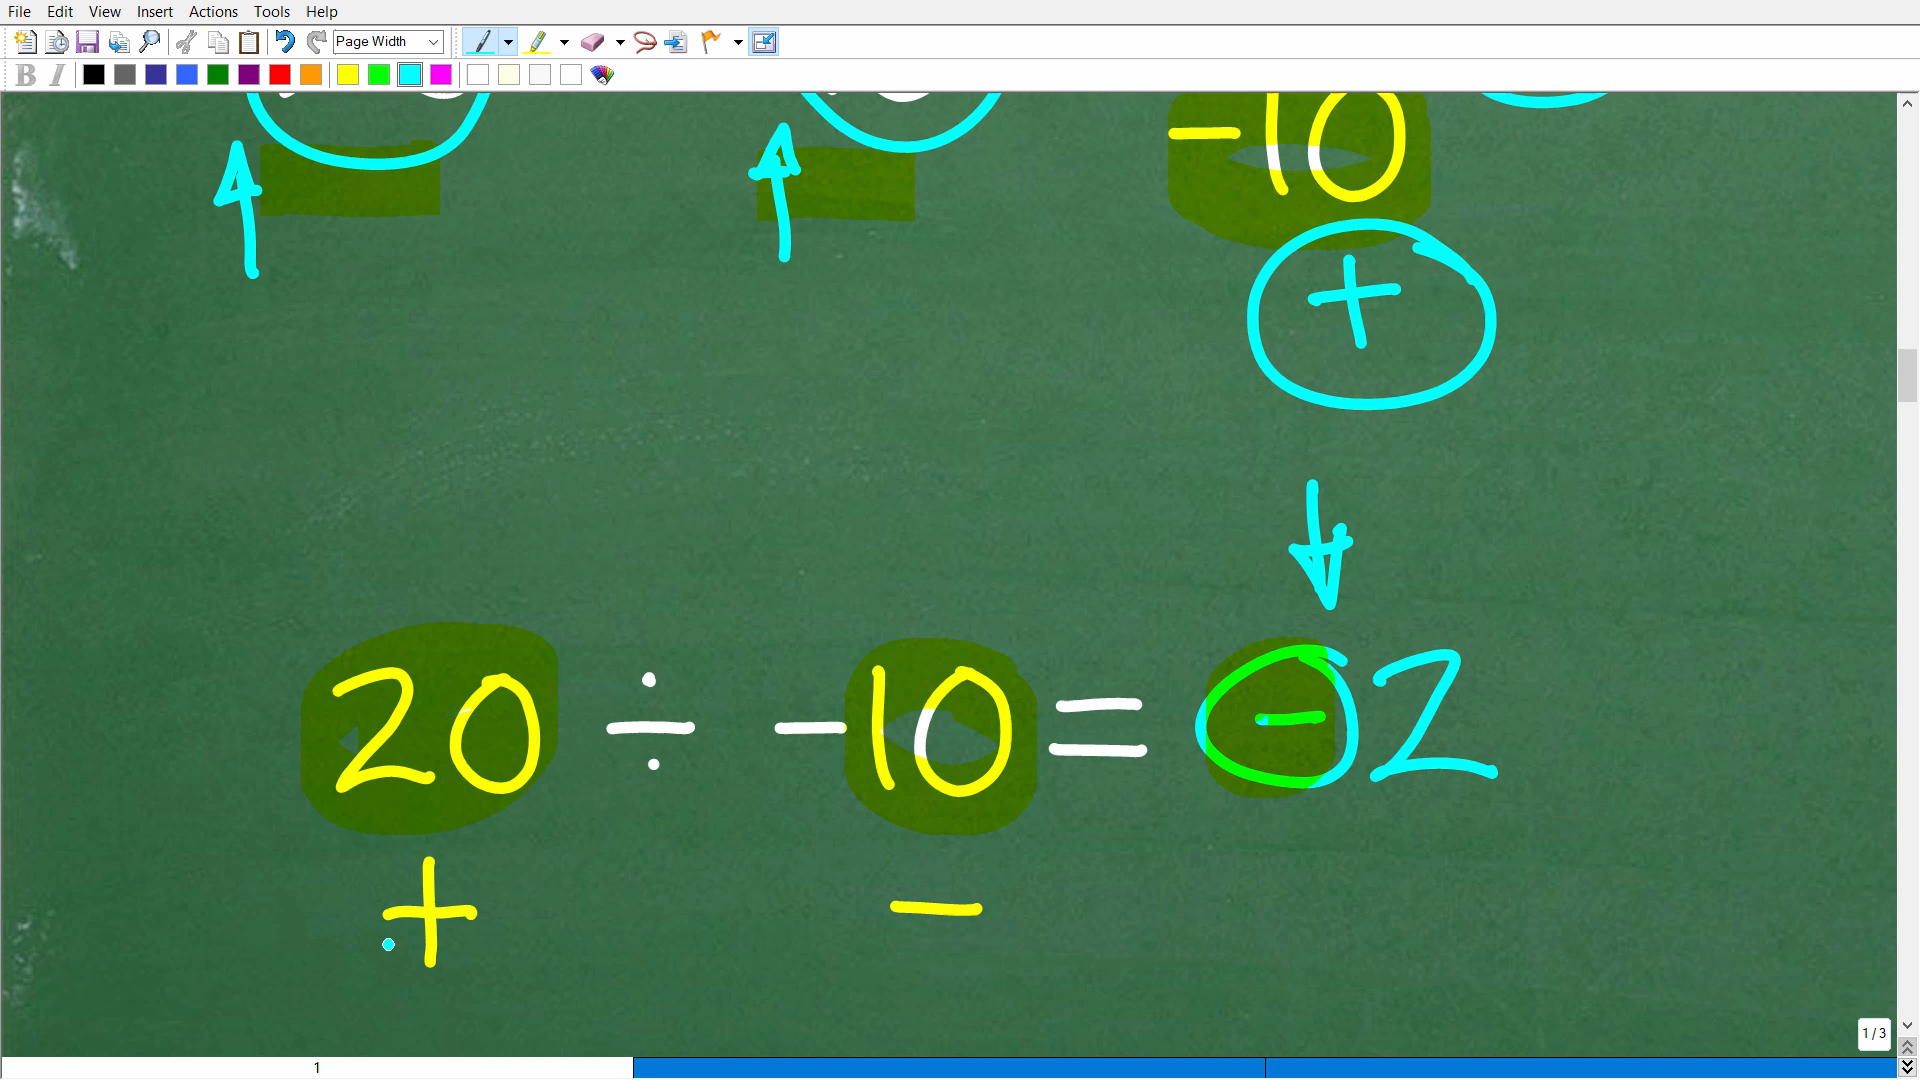 File Edit View Insert Actions Tools Help
Page Width
B I
-10
+
20 ÷ -10 = -2
+ -
1 / 3
1